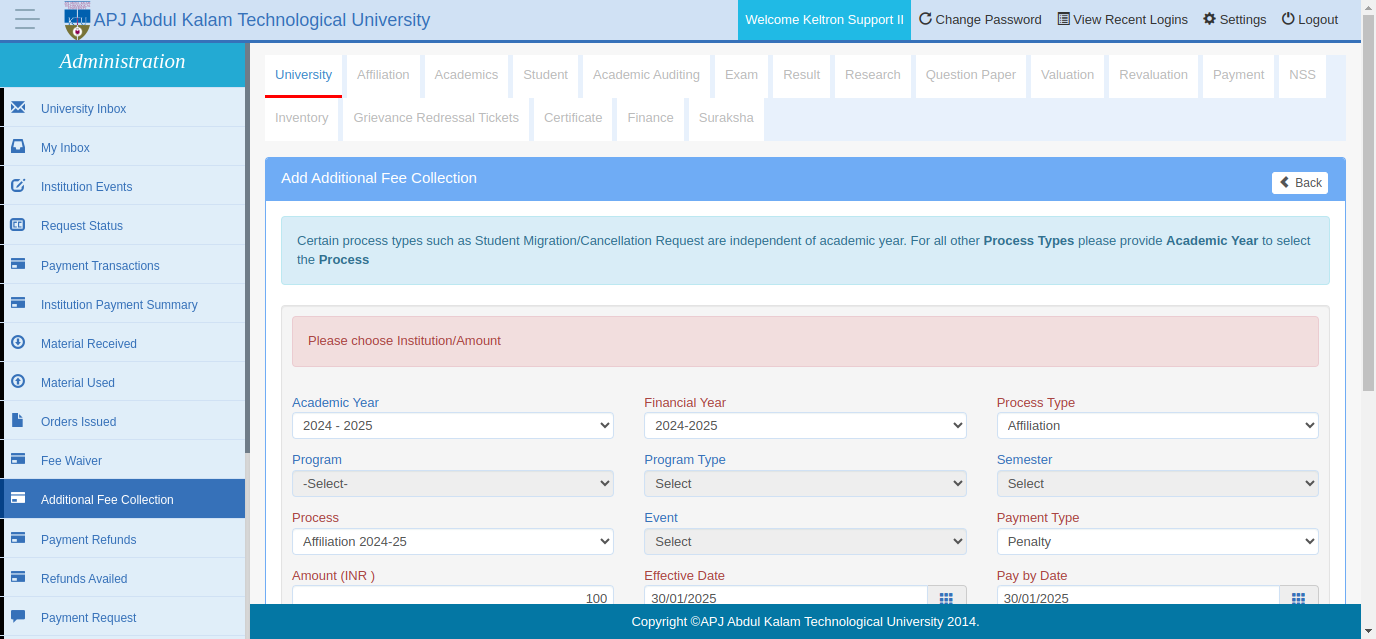 APJ Abdul Kalam Technological University
Welcome Keltron Support II Change Password View Recent Logins Settings Logout
Administration
University Inbox
My Inbox
Institution Events
Request Status
Payment Transactions
Institution Payment Summary
Material Received
Material Used
Orders Issued
Fee Waiver
Additional Fee Collection
Payment Refunds
Refunds Availed
Payment Request
University Affiliation Academics Student Academic Auditing Exam Result Research Question Paper Valuation Revaluation Payment NSS
Inventory Grievance Redressal Tickets Certificate Finance Suraksha
Add Additional Fee Collection
Back
Certain process types such as Student Migration/Cancellation Request are independent of academic year. For all other Process Types please provide Academic Year to select
the Process
Please choose Institution/Amount
Academic Year Financial Year Process Type
2024 - 2025 2024-2025 Affiliation
Program Program Type Semester
-Select- Select Select
Process Event Payment Type
Affiliation 2024-25 Select Penalty
Amount (INR ) Effective Date Pay by Date
100 30/01/2025 30/01/2025
Copyright ©APJ Abdul Kalam Technological University 2014.